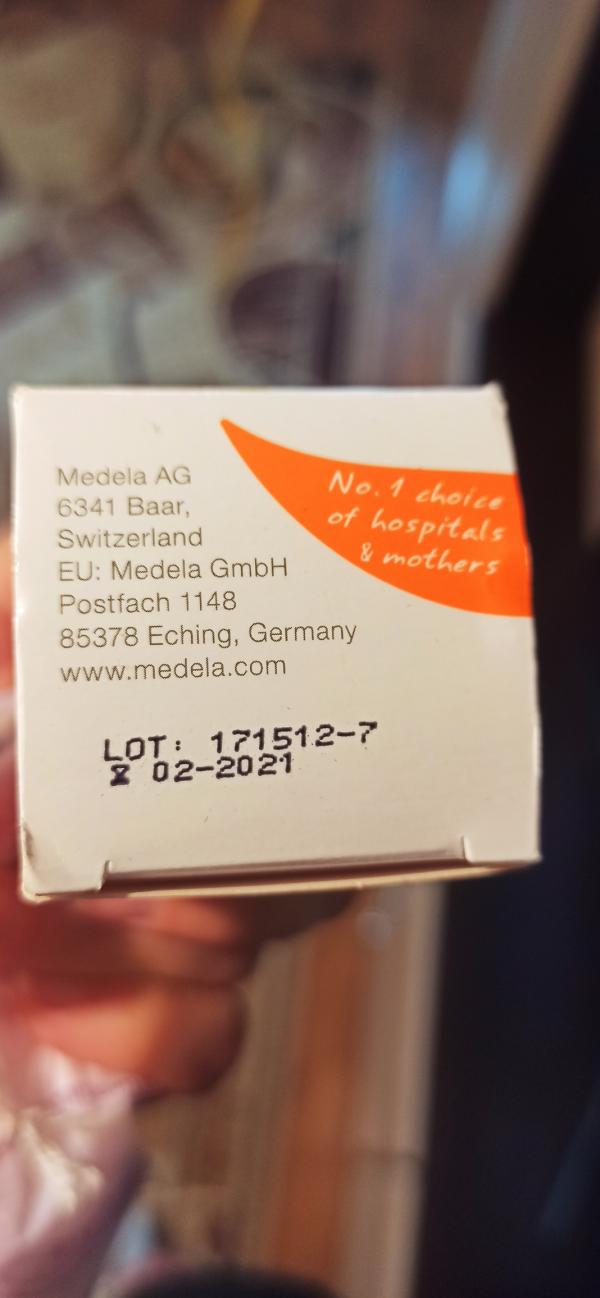 Medela AG
6341 Baar,
Switzerland
EU: Medela GmbH
Postfach 1148
85378 Eching, Germany
www.medela.com
No. 1 choice
of hospitals
& mothers
LOT: 171512-7
⌛ 02-2021